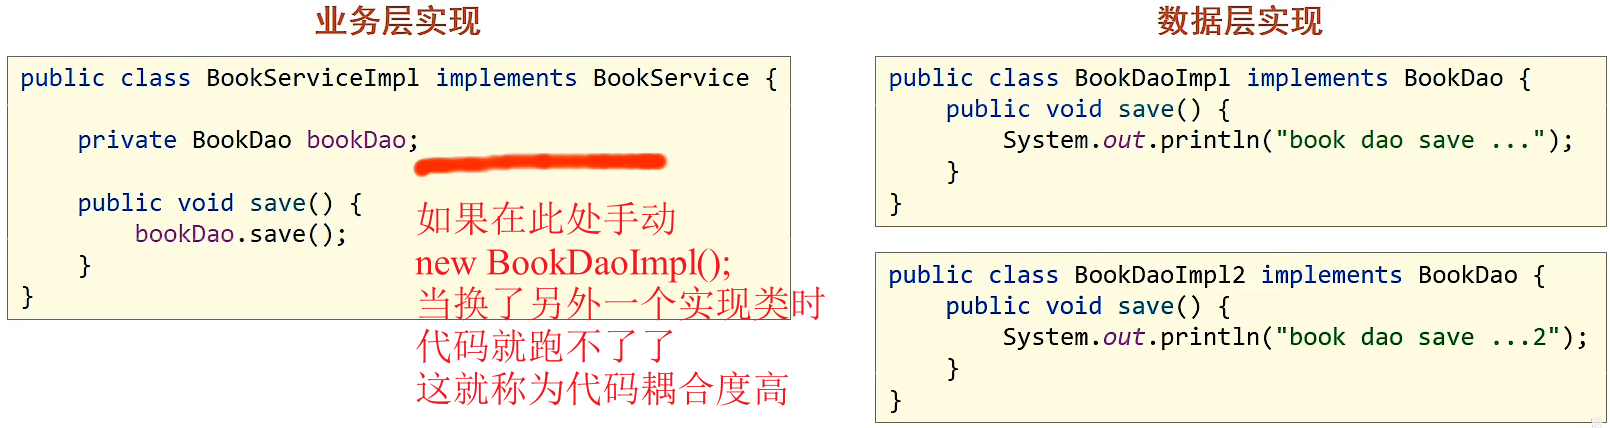 业务层实现
public class BookServiceImpl implements BookService {
private BookDao bookDao;
public void save() {
bookDao.save();
}
}
如果在此处手动
new BookDaoImpl();
当换了另外一个实现类时
代码就跑不了了
这就称为代码耦合度高
数据层实现
public class BookDaoImpl implements BookDao {
public void save() {
System.out.println("book dao save ...");
}
}
public class BookDaoImpl2 implements BookDao {
public void save() {
System.out.println("book dao save ...2");
}
}